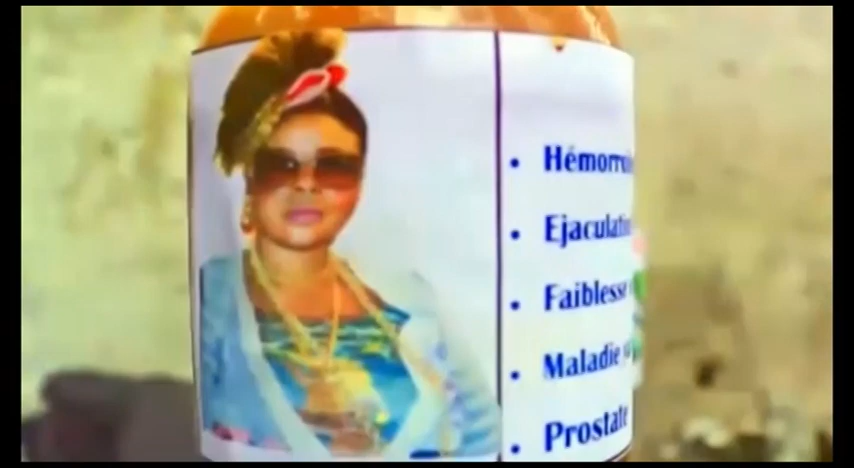 • Hémorro
• Ejaculatio
• Faiblesse
• Maladie
• Prostate